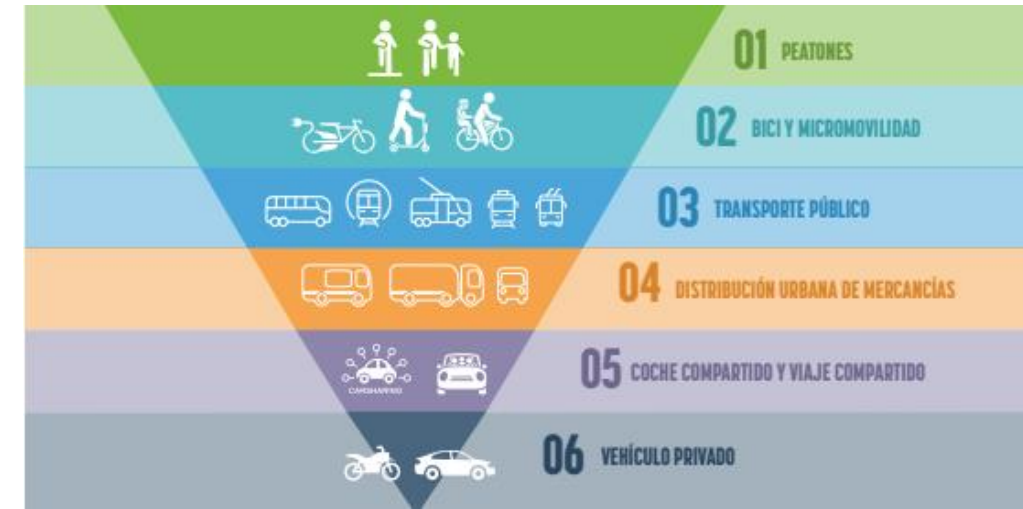 01 PEATONES
02 BICI Y MICROMOVILIDAD
03 TRANSPORTE PÚBLICO
04 DISTRIBUCIÓN URBANA DE MERCANCÍAS
05 COCHE COMPARTIDO Y VIAJE COMPARTIDO
06 VEHÍCULO PRIVADO